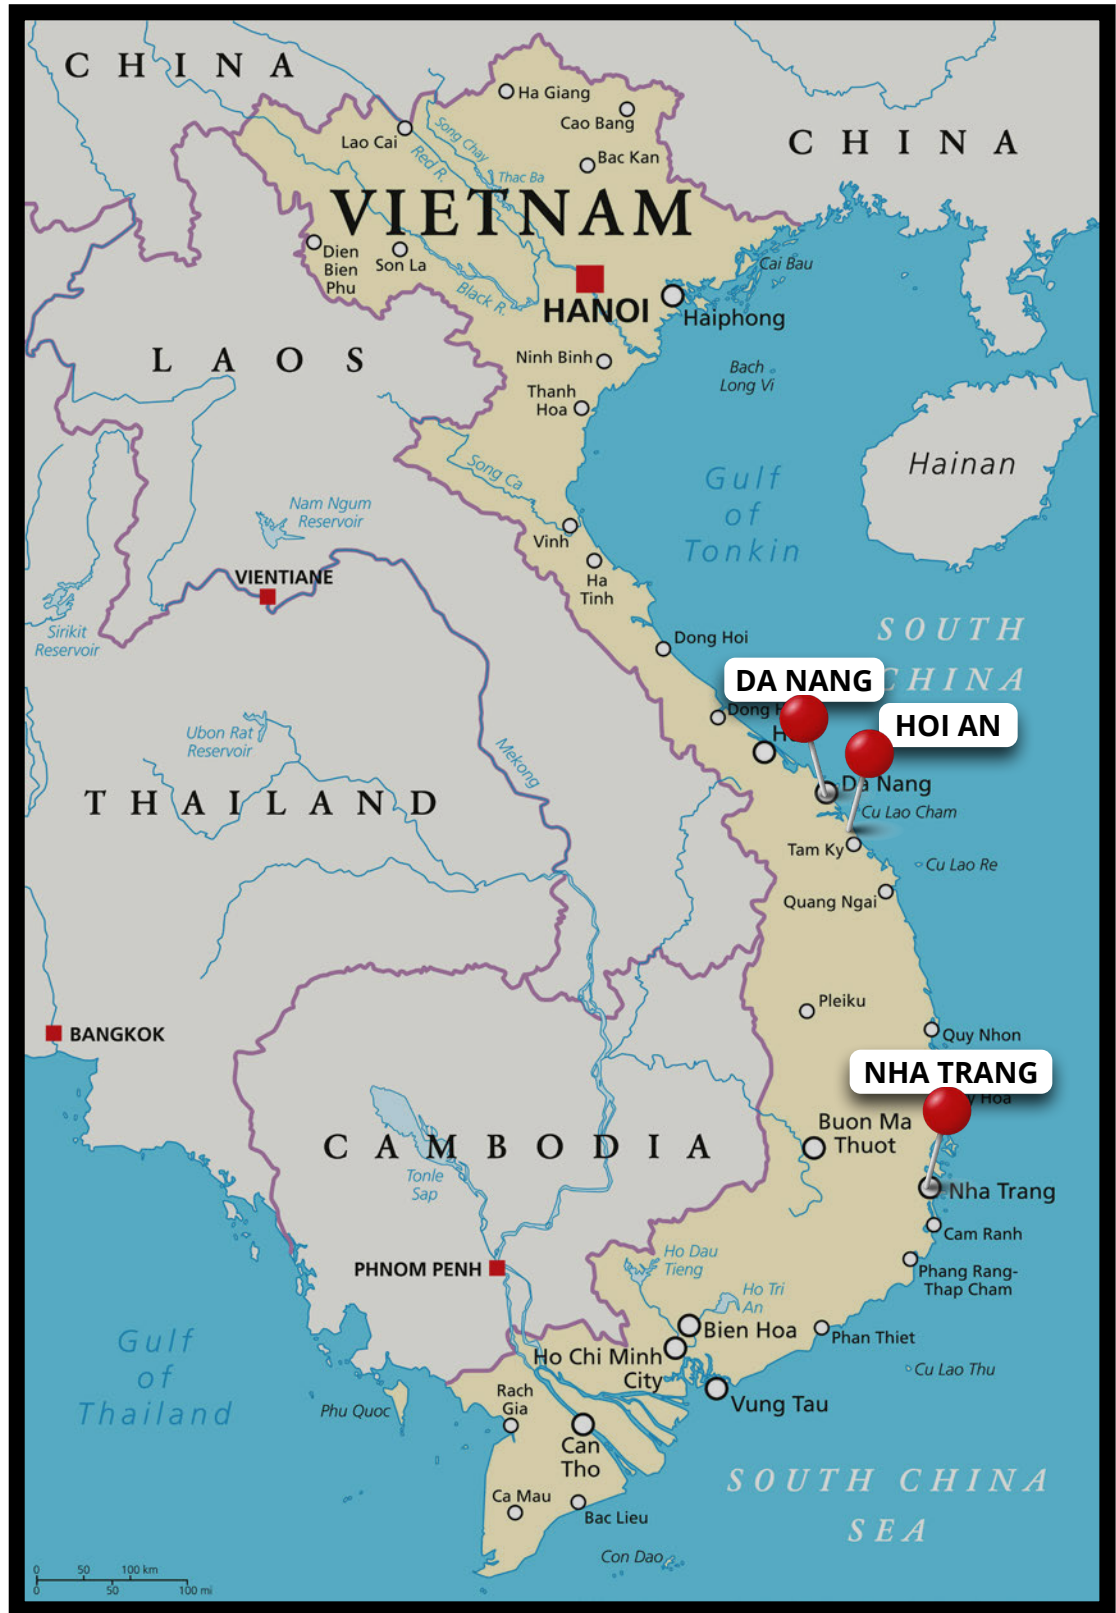 CHINA
Ha Giang
Cao Bang
Lao Cai
Song Chay
Red R.
Bac Kan
CHINA
Thac Ba
VIETNAM
Dien
Bien
Phu
Son La
Black R.
Cai Bau
HANOI
Haiphong
LAOS
Ninh Binh
Bach
Long Vi
Thanh
Hoa
Song Ca
Gulf
of
Tonkin
Hainan
Nam Ngum
Reservoir
Vinh
VIENTIANE
Ha
Tinh
Sirikit
Reservoir
Dong Hoi
SOUTH
CHINA
DA NANG
Dong
HOI AN
Ubon Rat
Reservoir
Mekong
Da Nang
THAILAND
Cu Lao Cham
Tam Ky
Cu Lao Re
Quang Ngai
Pleiku
BANGKOK
Quy Nhon
NHA TRANG
Hoa
Buon Ma
Thuot
CAMBODIA
Tonle
Sap
Nha Trang
Cam Ranh
Ho Dau
Tieng
PHNOM PENH
Phang Rang-
Thap Cham
Ho Tri
An
Bien Hoa
Phan Thiet
Gulf
of
Thailand
Ho Chi Minh
City
Cu Lao Thu
Rach
Gia
Phu Quoc
Vung Tau
Can
Tho
SOUTH CHINA
SEA
Ca Mau
Bac Lieu
Con Dao
0 50 100 km
0 50 100 mi